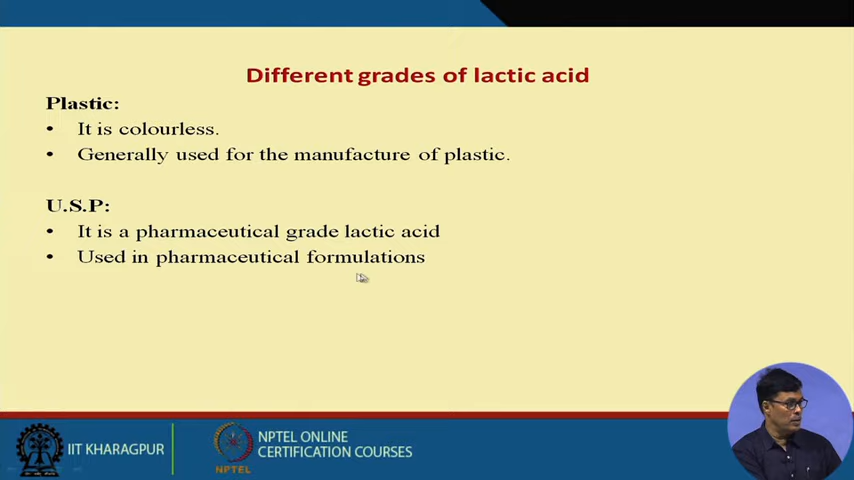 Different grades of lactic acid
Plastic:
• It is colourless.
• Generally used for the manufacture of plastic.
U.S.P:
• It is a pharmaceutical grade lactic acid
• Used in pharmaceutical formulations
IIT KHARAGPUR
NPTEL
NPTEL ONLINE
CERTIFICATION COURSES